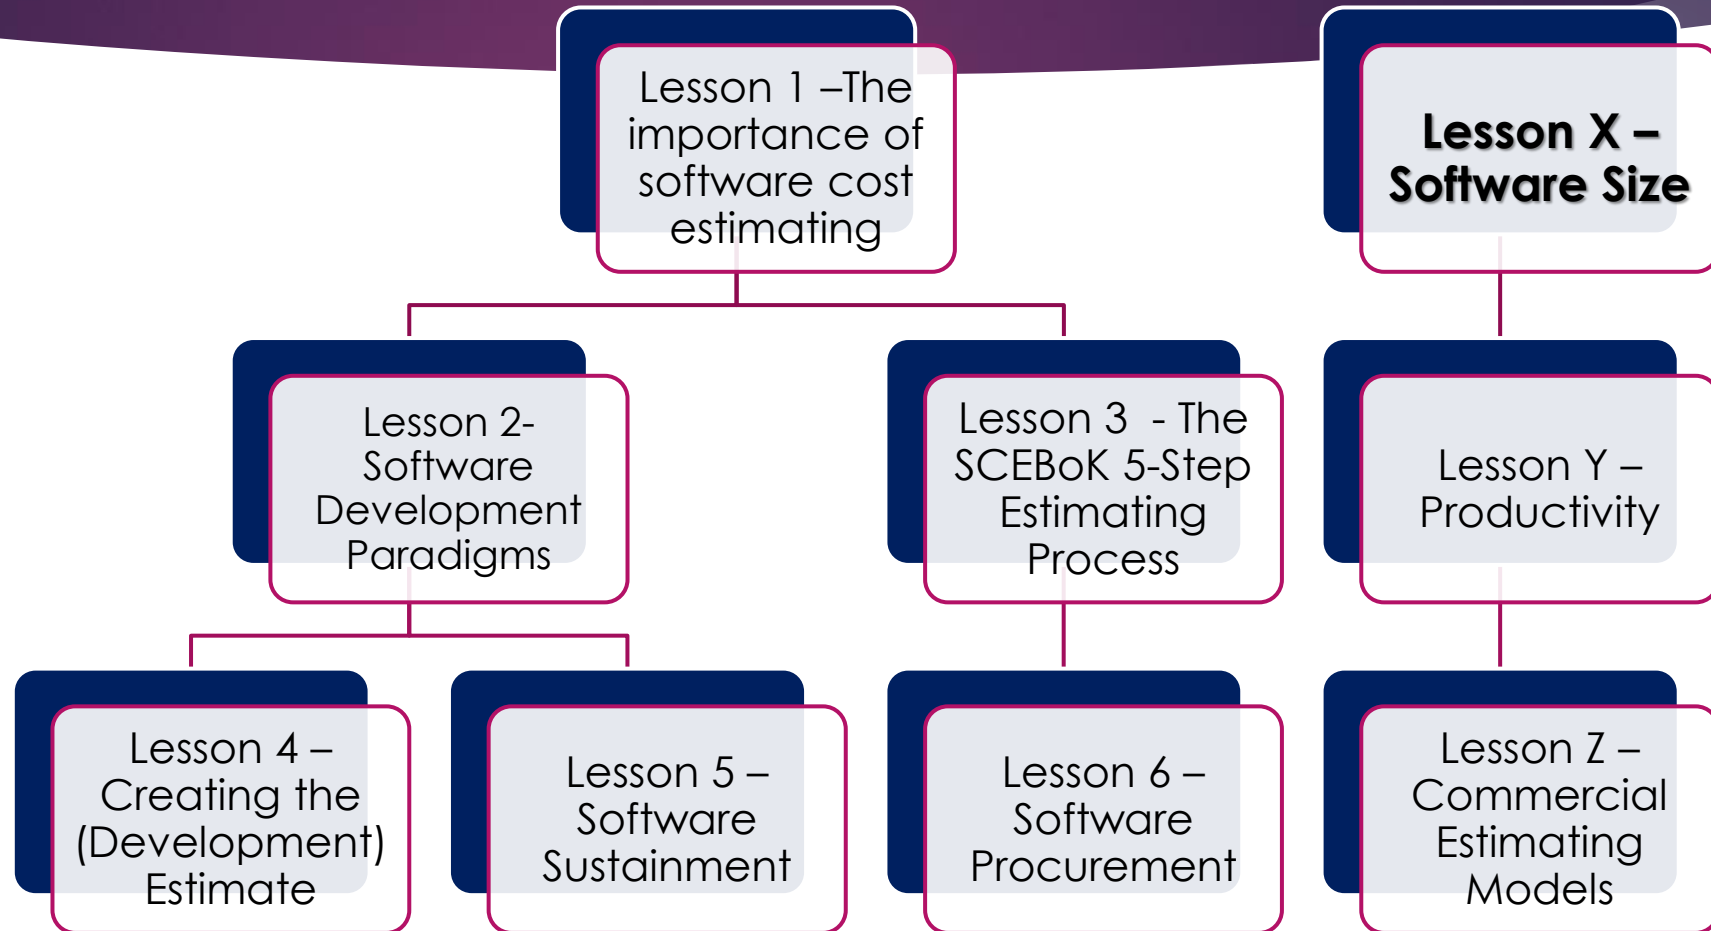 Lesson 1 –The
importance of
software cost
estimating
Lesson X –
Software Size
Lesson 2-
Software
Development
Paradigms
Lesson 3  - The
SCEBoK 5-Step
Estimating
Process
Lesson Y –
Productivity
Lesson 4 –
Creating the
(Development)
Estimate
Lesson 5 –
Software
Sustainment
Lesson 6 –
Software
Procurement
Lesson Z –
Commercial
Estimating
Models